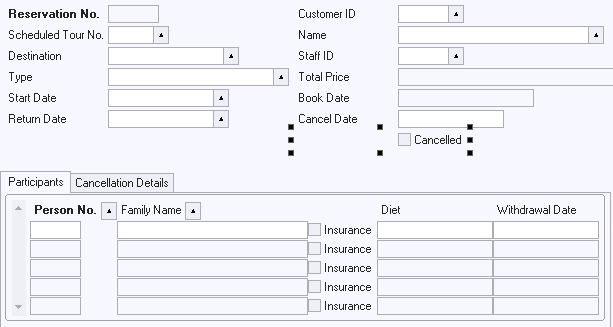 Reservation No. Customer ID
Scheduled Tour No. Name
Destination Staff ID
Type Total Price
Start Date Book Date
Return Date Cancel Date
Cancelled
Participants Cancellation Details
Person No. Family Name Diet Withdrawal Date
Insurance
Insurance
Insurance
Insurance
Insurance